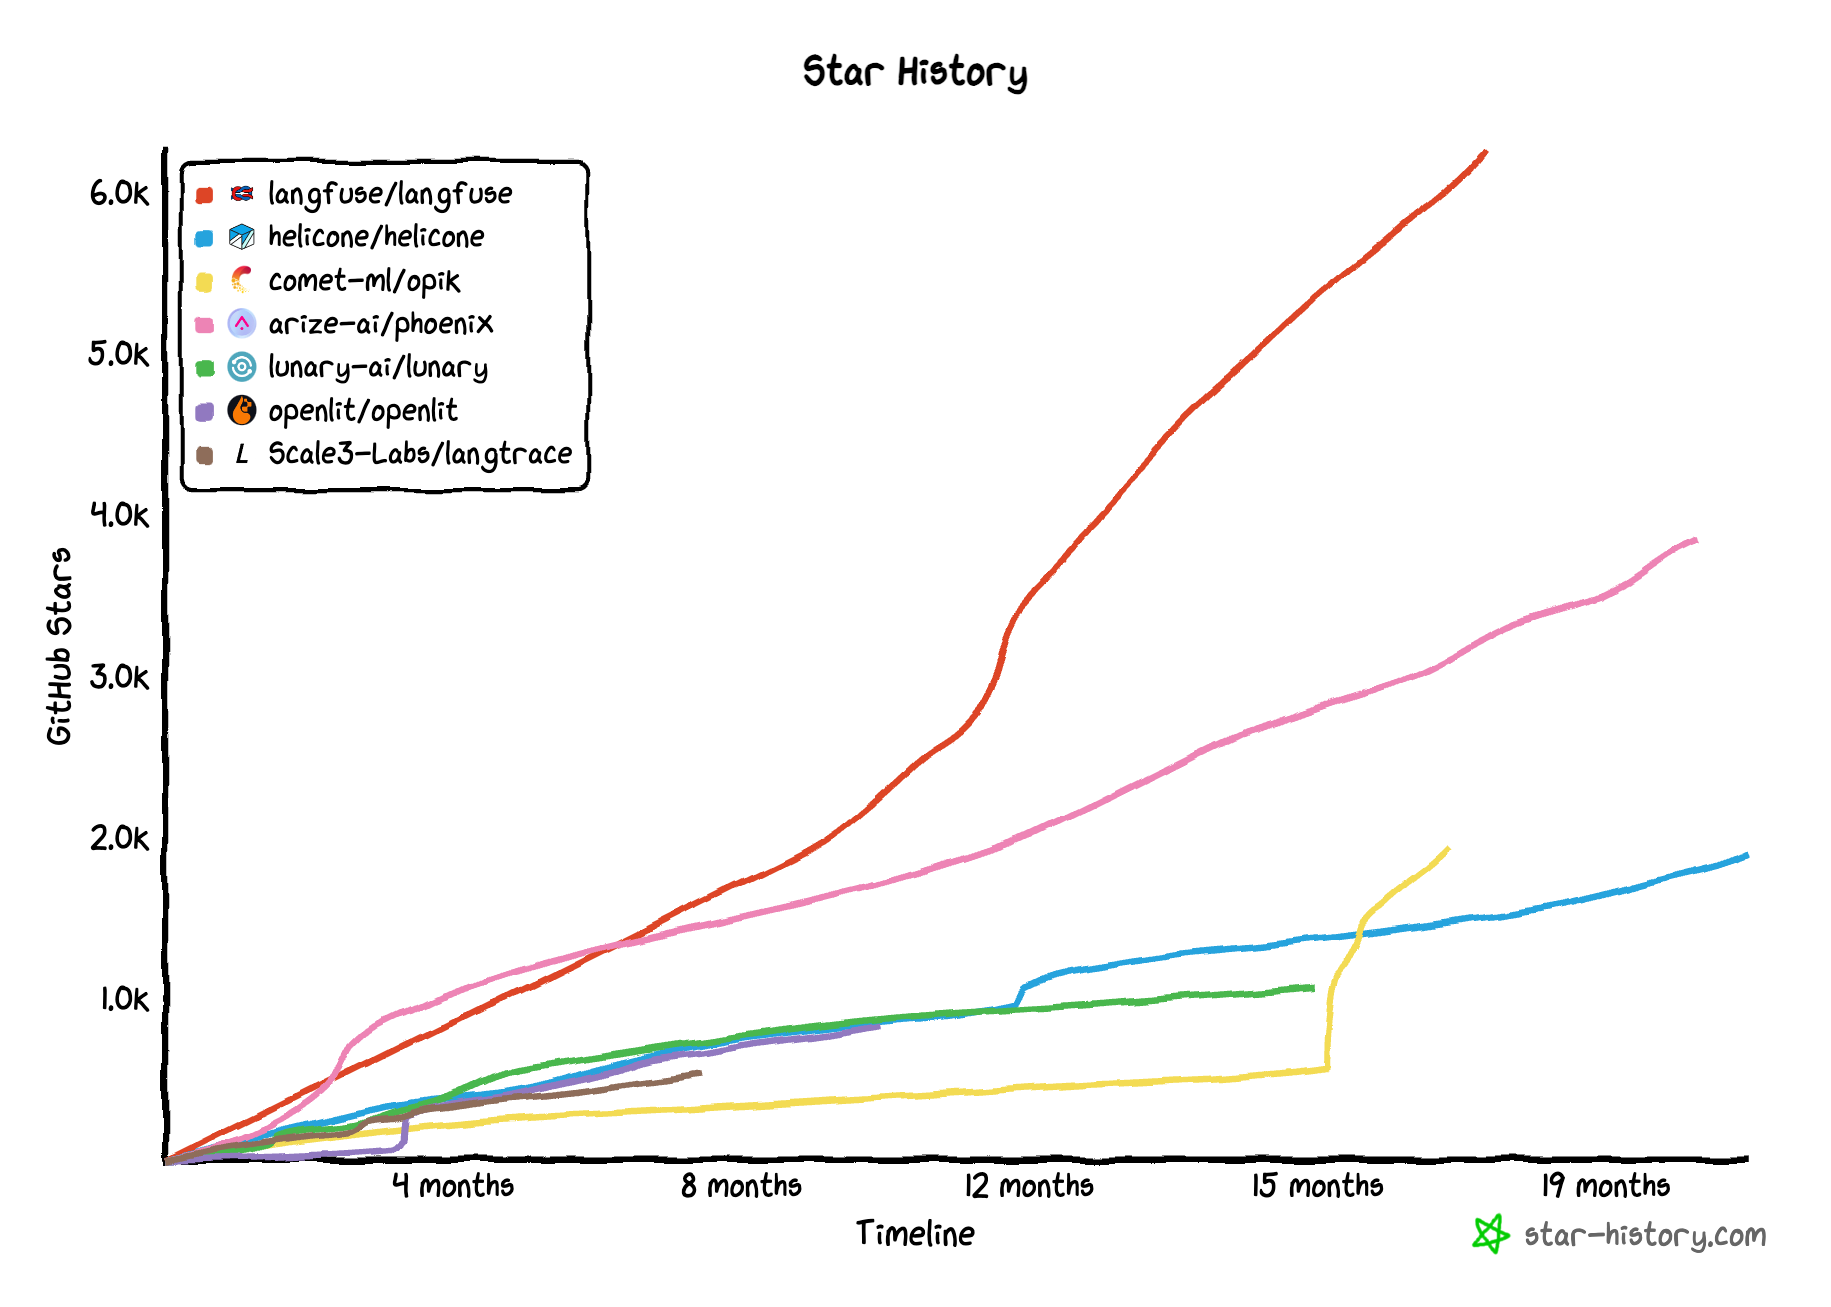 Star History
langfuse/langfuse
helicone/helicone
comet-ml/opik
arize-ai/phoenix
lunary-ai/lunary
openlit/openlit
L Scale3-Labs/langtrace
6.0k
5.0k
4.0k
3.0k
2.0k
1.0k
GitHub Stars
4 months 8 months 12 months 15 months 19 months
Timeline
star-history.com